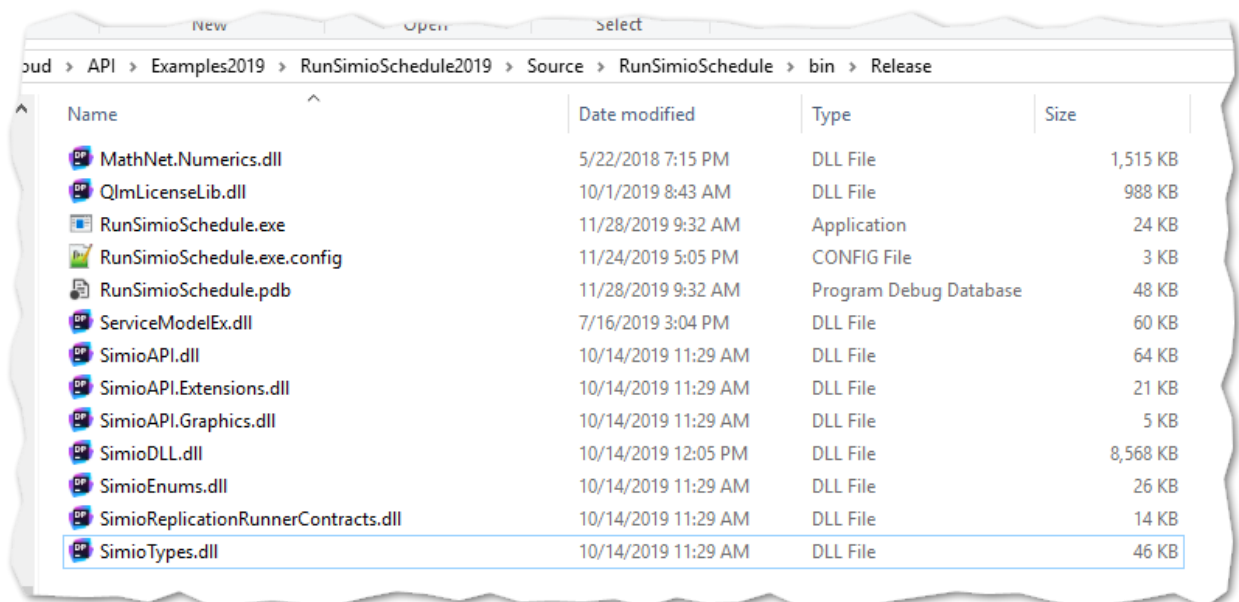 New Open Select
oud > API > Examples2019 > RunSimioSchedule2019 > Source > RunSimioSchedule > bin > Release
Name Date modified Type Size
MathNet.Numerics.dll 5/22/2018 7:15 PM DLL File 1,515 KB
QlmLicenseLib.dll 10/1/2019 8:43 AM DLL File 988 KB
RunSimioSchedule.exe 11/28/2019 9:32 AM Application 24 KB
RunSimioSchedule.exe.config 11/24/2019 5:05 PM CONFIG File 3 KB
RunSimioSchedule.pdb 11/28/2019 9:32 AM Program Debug Database 48 KB
ServiceModelEx.dll 7/16/2019 3:04 PM DLL File 60 KB
SimioAPI.dll 10/14/2019 11:29 AM DLL File 64 KB
SimioAPI.Extensions.dll 10/14/2019 11:29 AM DLL File 21 KB
SimioAPI.Graphics.dll 10/14/2019 11:29 AM DLL File 5 KB
SimioDLL.dll 10/14/2019 12:05 PM DLL File 8,568 KB
SimioEnums.dll 10/14/2019 11:29 AM DLL File 26 KB
SimioReplicationRunnerContracts.dll 10/14/2019 11:29 AM DLL File 14 KB
SimioTypes.dll 10/14/2019 11:29 AM DLL File 46 KB